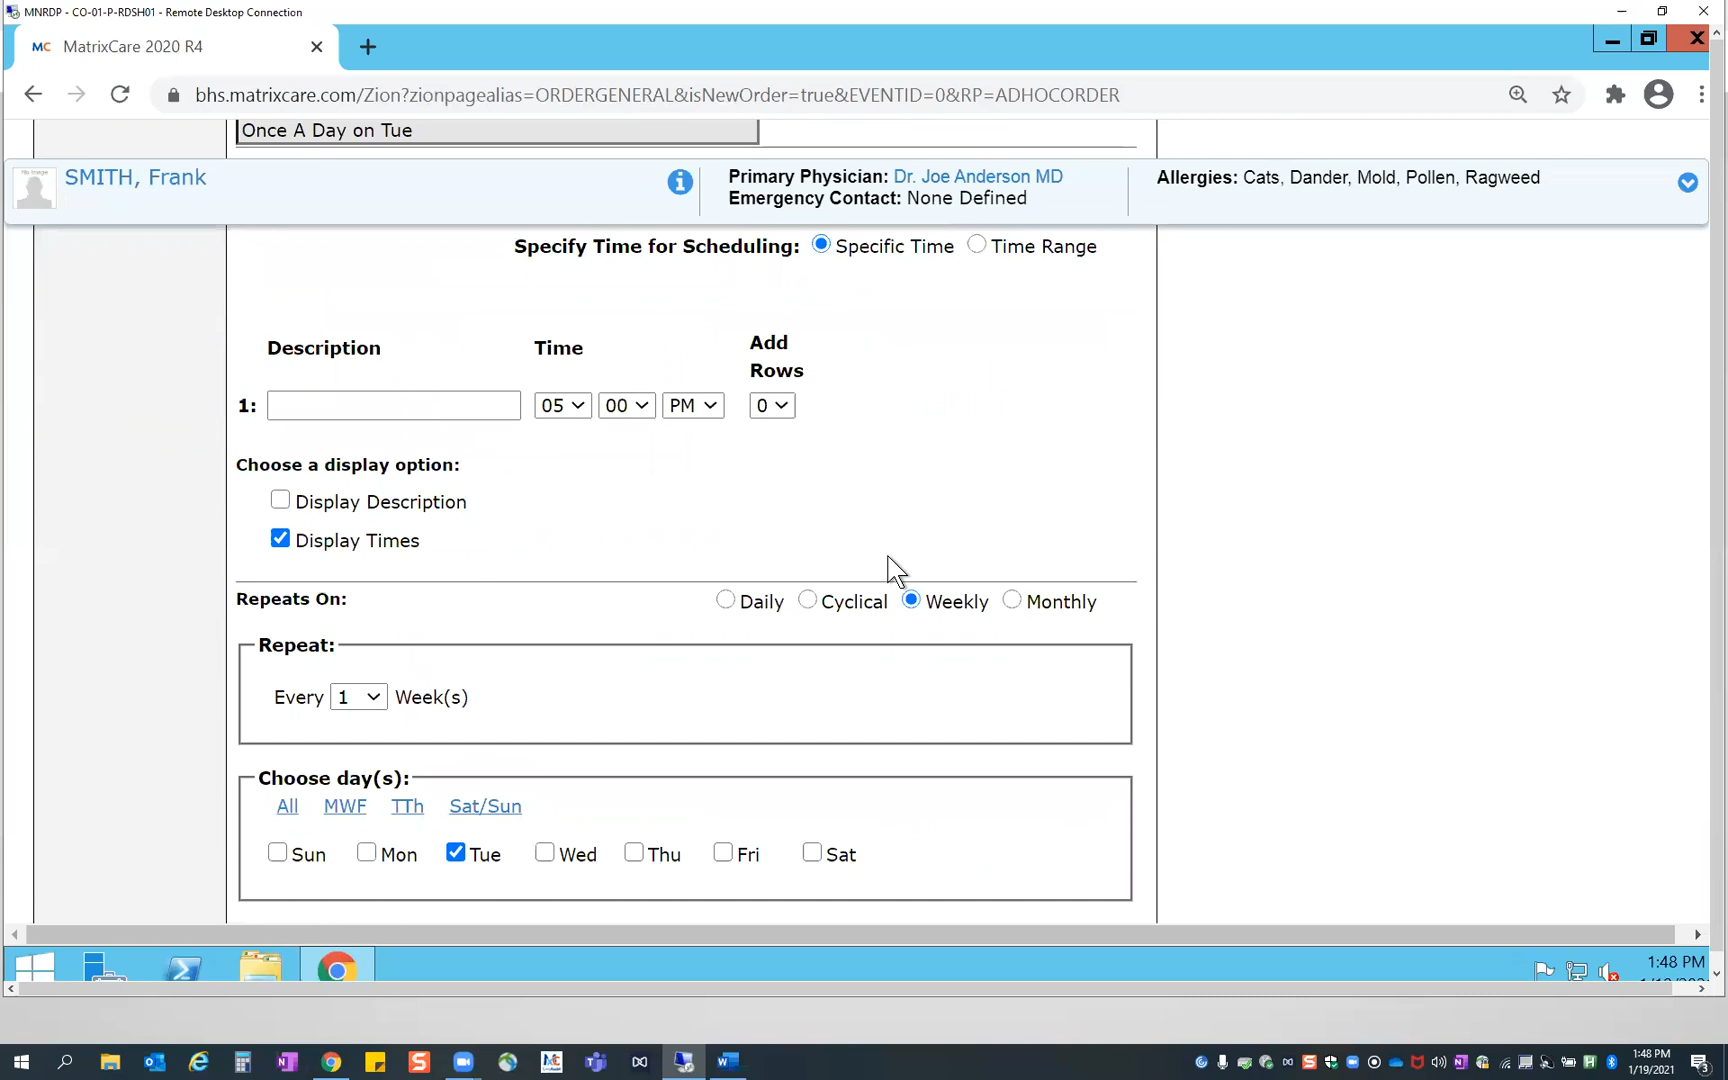 MNRDP - CO-01-P-RDSH01 - Remote Desktop Connection
MC MatrixCare 2020 R4
bhs.matrixcare.com/Zion?zionpagealias=ORDERGENERAL&isNewOrder=true&EVENTID=0&RP=ADHOCORDER
Once A Day on Tue
SMITH, Frank
Primary Physician: Dr. Joe Anderson MD
Emergency Contact: None Defined
Allergies: Cats, Dander, Mold, Pollen, Ragweed
Specify Time for Scheduling: Specific Time Time Range
Description Time Add Rows
1: 05 00 PM 0
Choose a display option:
Display Description
Display Times
Repeats On: Daily Cyclical Weekly Monthly
Repeat:
Every 1 Week(s)
Choose day(s):
All MWF TTh Sat/Sun
Sun Mon Tue Wed Thu Fri Sat
1:48 PM
1:48 PM
1/19/2021